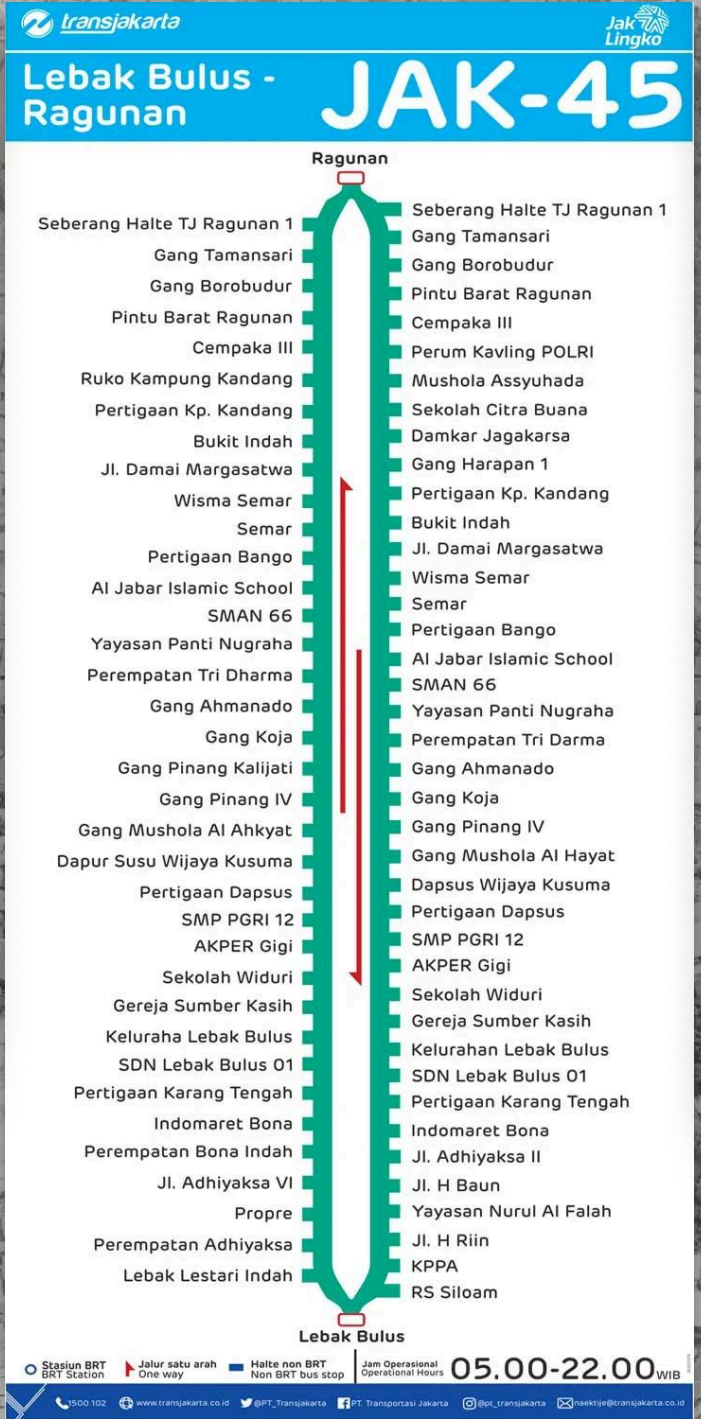 transjakarta
Jak
Lingko
Lebak Bulus -
Ragunan
JAK-45
Ragunan
Seberang Halte TJ Ragunan 1
Gang Tamansari
Gang Borobudur
Pintu Barat Ragunan
Cempaka III
Ruko Kampung Kandang
Pertigaan Kp. Kandang
Bukit Indah
Jl. Damai Margasatwa
Wisma Semar
Semar
Pertigaan Bango
Al Jabar Islamic School
SMAN 66
Yayasan Panti Nugraha
Perempatan Tri Dharma
Gang Ahmanado
Gang Koja
Gang Pinang Kalijati
Gang Pinang IV
Gang Mushola Al Ahkyat
Dapur Susu Wijaya Kusuma
Pertigaan Dapsus
SMP PGRI 12
AKPER Gigi
Sekolah Widuri
Gereja Sumber Kasih
Keluraha Lebak Bulus
SDN Lebak Bulus 01
Pertigaan Karang Tengah
Indomaret Bona
Perempatan Bona Indah
Jl. Adhiyaksa VI
Propre
Perempatan Adhiyaksa
Lebak Lestari Indah
Seberang Halte TJ Ragunan 1
Gang Tamansari
Gang Borobudur
Pintu Barat Ragunan
Cempaka III
Perum Kavling POLRI
Mushola Assyuhada
Sekolah Citra Buana
Damkar Jagakarsa
Gang Harapan 1
Pertigaan Kp. Kandang
Bukit Indah
Jl. Damai Margasatwa
Wisma Semar
Semar
Pertigaan Bango
Al Jabar Islamic School
SMAN 66
Yayasan Panti Nugraha
Perempatan Tri Darma
Gang Ahmanado
Gang Koja
Gang Pinang IV
Gang Mushola Al Hayat
Dapsus Wijaya Kusuma
Pertigaan Dapsus
SMP PGRI 12
AKPER Gigi
Sekolah Widuri
Gereja Sumber Kasih
Kelurahan Lebak Bulus
SDN Lebak Bulus 01
Pertigaan Karang Tengah
Indomaret Bona
Jl. Adhiyaksa II
Jl. H Baun
Yayasan Nurul Al Falah
Jl. H Riin
KPPA
RS Siloam
Lebak Bulus
Stasiun BRT
BRT Station
Jalur satu arah
One way
Halte non BRT
Non BRT bus stop
Jam Operasional
Operational Hours
05.00-22.00 WIB
1500 102
www.transjakarta.co.id
@PT_Transjakarta
PT. Transportasi Jakarta
@pt_transjakarta
naektije@transjakarta.co.id